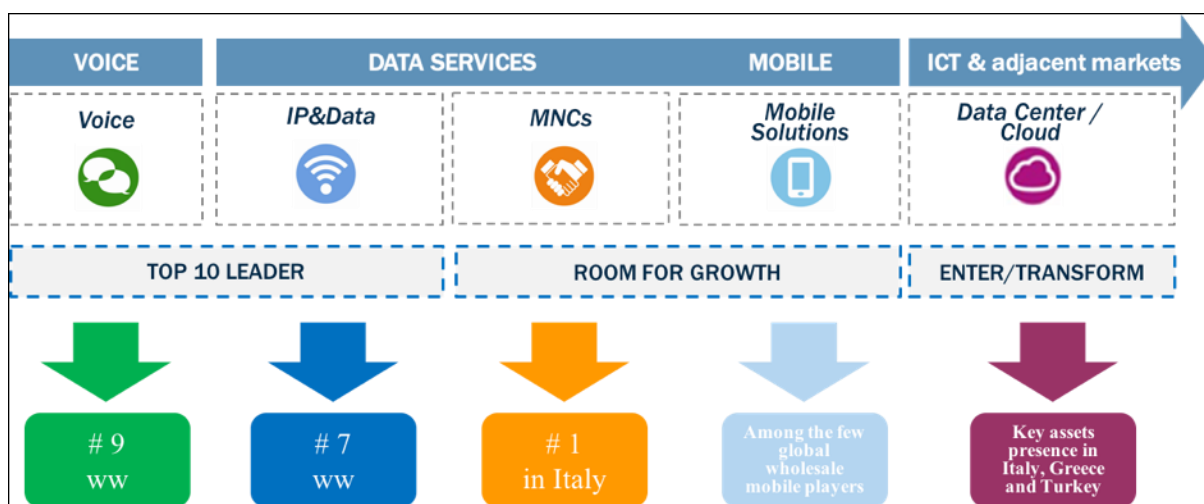 VOICE
DATA SERVICES
MOBILE
ICT & adjacent markets
Voice
IP&Data
MNCs
Mobile
Solutions
Data Center /
Cloud
TOP 10 LEADER
ROOM FOR GROWTH
ENTER/TRANSFORM
# 9
ww
# 7
ww
# 1
in Italy
Among the few
global
wholesale
mobile players
Key assets
presence in
Italy, Greece
and Turkey